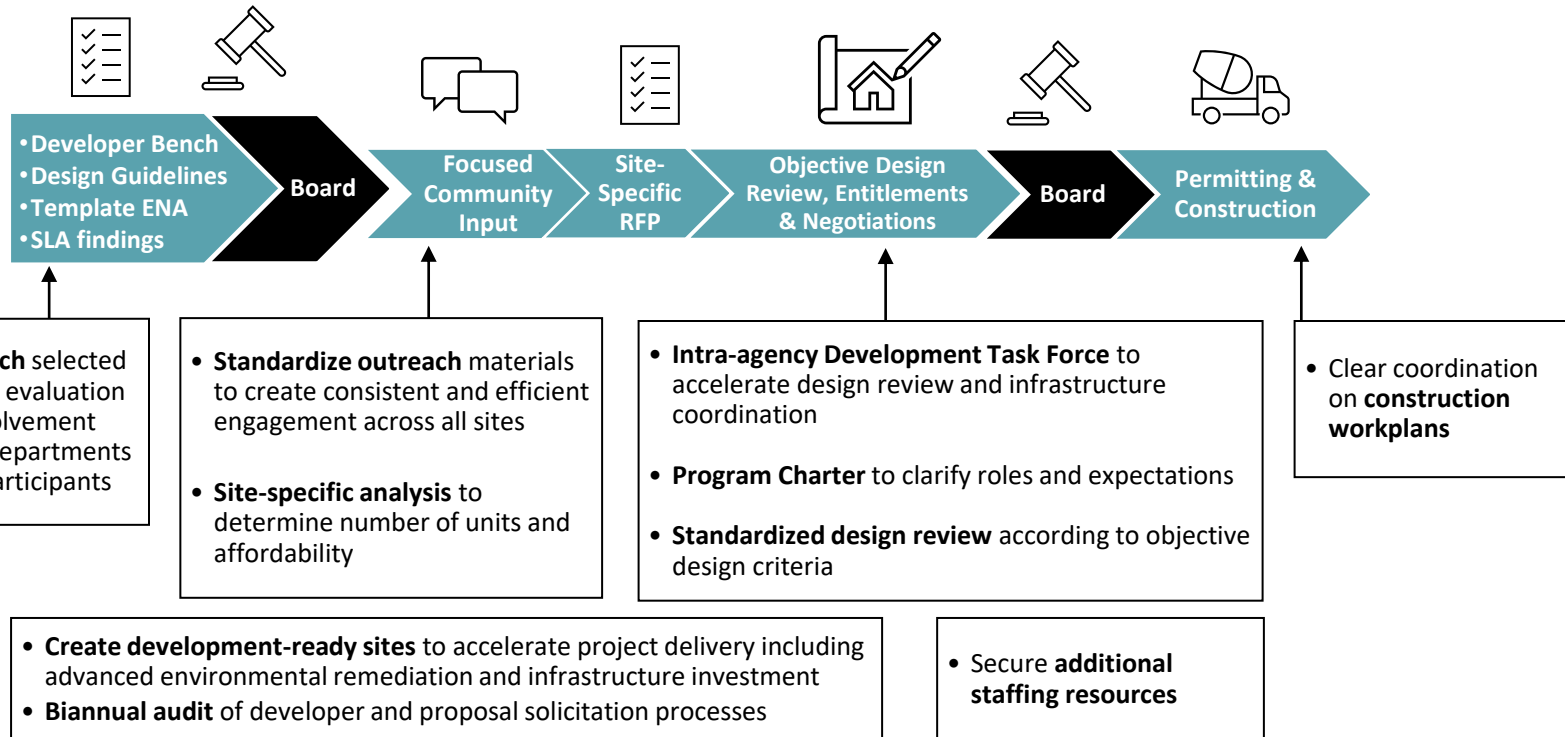 •Developer Bench
•Design Guidelines
•Template ENA
•SLA findings
Board
Focused
Community
Input
Site-
Specific
RFP
Objective Design
Review, Entitlements
& Negotiations
Board
Permitting &
Construction
selected
evaluation
participants
• Standardize outreach materials
to create consistent and efficient
engagement across all sites
• Site-specific analysis to
determine number of units and
affordability
• Intra-agency Development Task Force to
accelerate design review and infrastructure
coordination
• Program Charter to clarify roles and expectations
• Standardized design review according to objective
design criteria
• Clear coordination
on construction
workplans
• Create development-ready sites to accelerate project delivery including
advanced environmental remediation and infrastructure investment
• Biannual audit of developer and proposal solicitation processes
• Secure additional
staffing resources